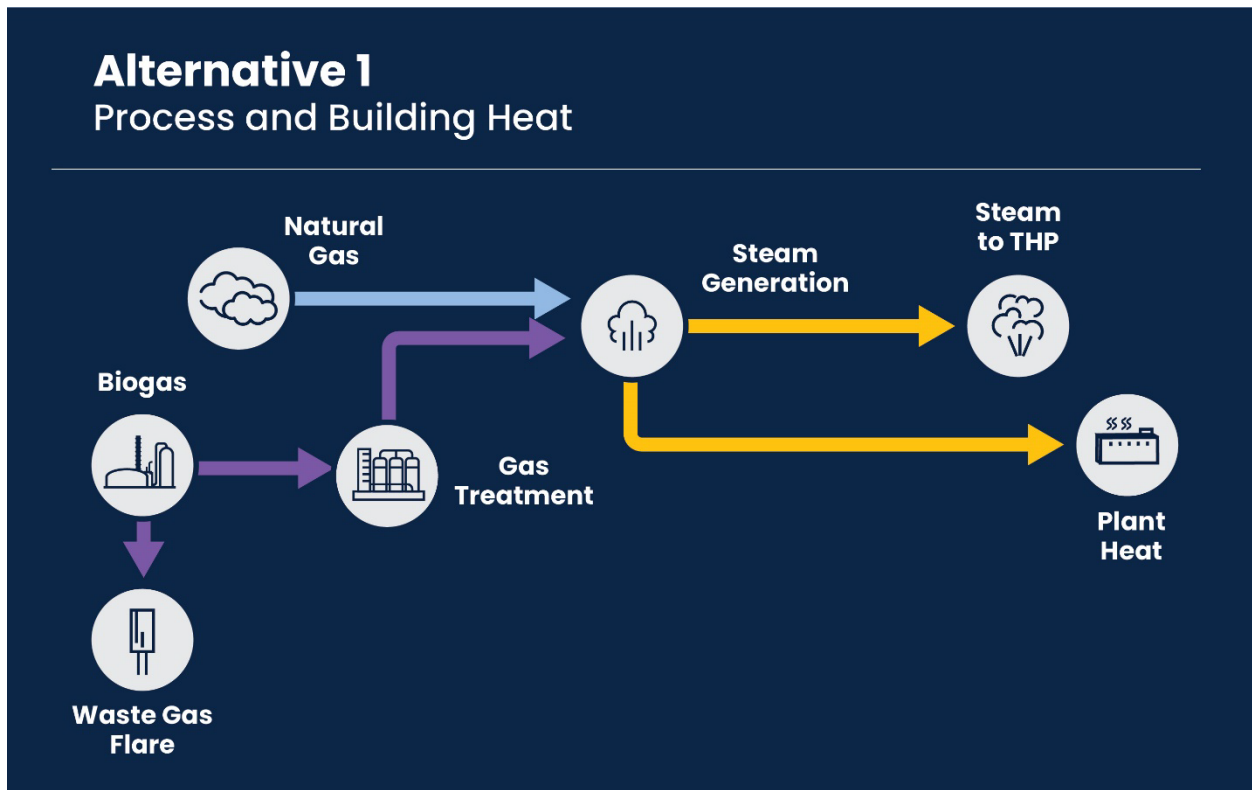 Alternative 1
Process and Building Heat
Natural
Gas
Steam
Generation
Steam
to THP
Biogas
Gas
Treatment
Plant
Heat
Waste Gas
Flare